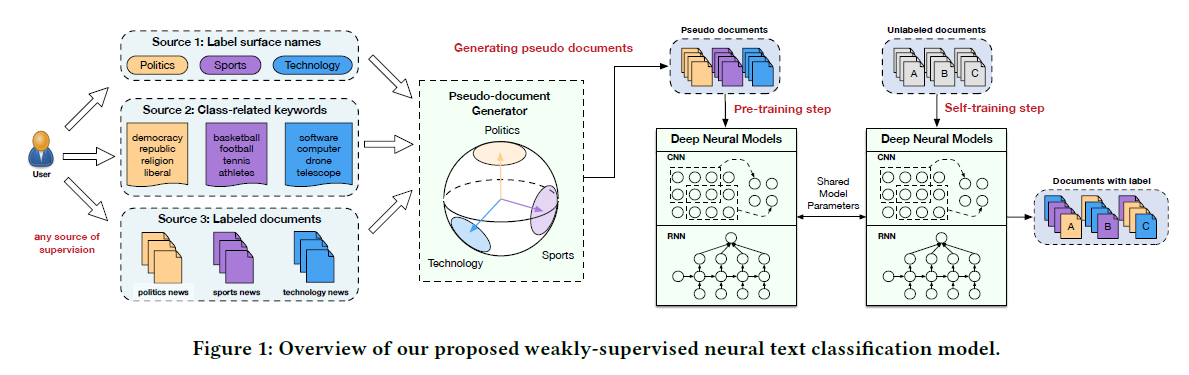 User
any source of
supervision
Source 1: Label surface names
Politics
Sports
Technology
Source 2: Class-related keywords
democracy
republic
religion
liberal
basketball
football
tennis
athletes
software
computer
drone
telescope
Source 3: Labeled documents
politics news
sports news
technology news
Pseudo-document
Generator
Politics
Technology
Sports
Generating pseudo documents
Pseudo documents
Pre-training step
Deep Neural Models
CNN
RNN
Shared
Model
Parameters
Unlabeled documents
A
B
C
Self-training step
Deep Neural Models
CNN
RNN
Documents with label
A
B
C
Figure 1: Overview of our proposed weakly-supervised neural text classification model.